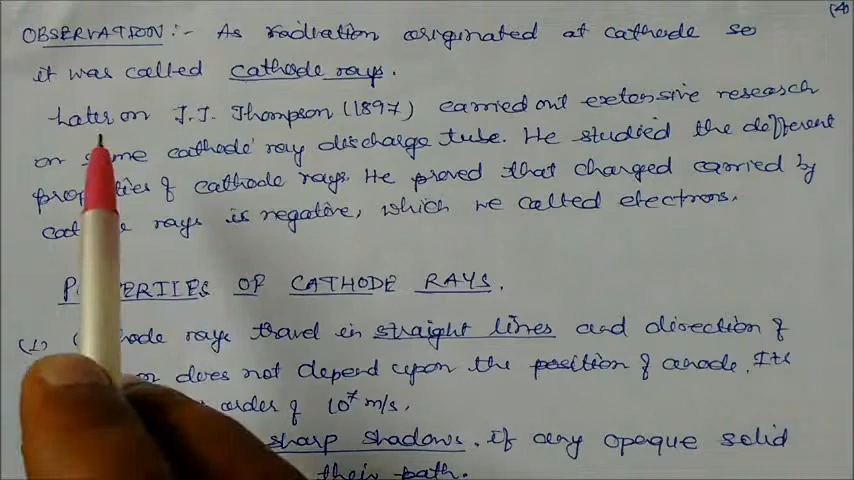 (4)
OBSERVATION :- As radiation originated at cathode so
it was called cathode rays.
Later on J.J. Thompson (1897) carried out extensive research
on same cathode ray discharge tube. He studied the different
properties of cathode rays. He proved that charged carried by
cathode rays is negative, which we called electrons.
PROPERTIES OF CATHODE RAYS.
(1) Cathode rays travel in straight lines and direction of
does not depend upon the position of anode. Its
order of 10⁷ m/s.
sharp shadows, if any opaque solid
their path.